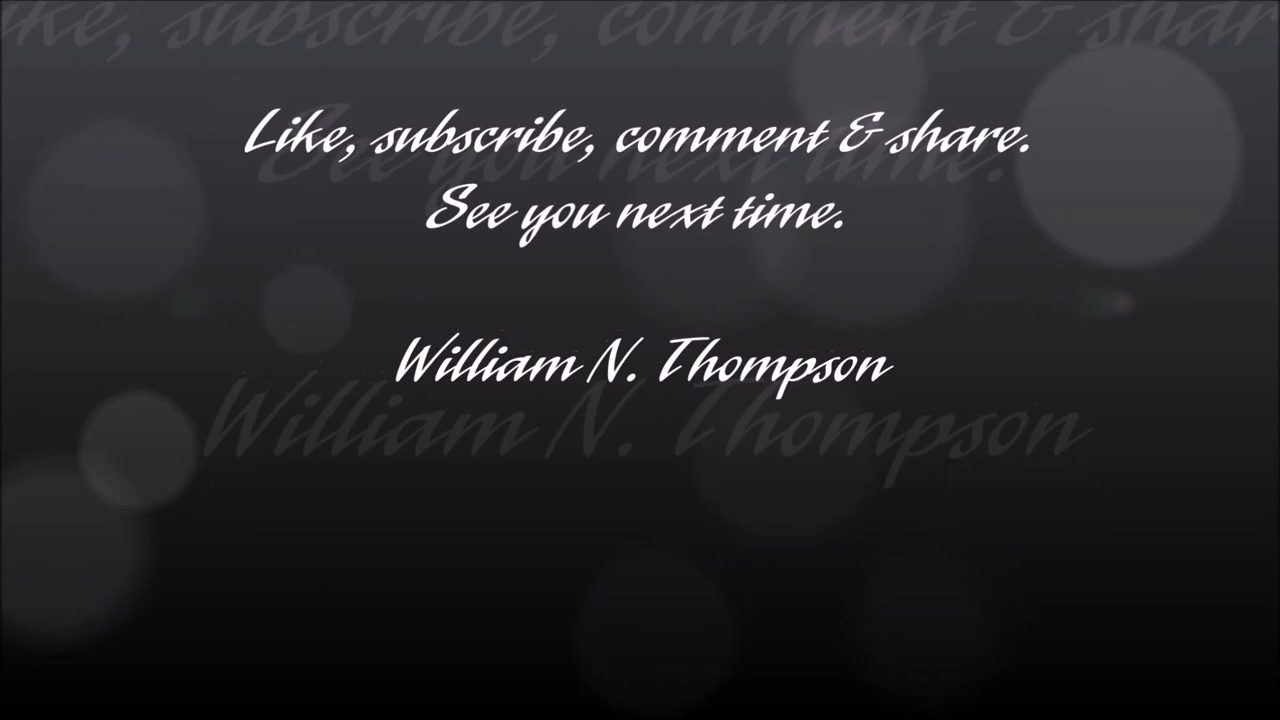 Like, subscribe, comment & share.
See you next time.
William N. Thompson